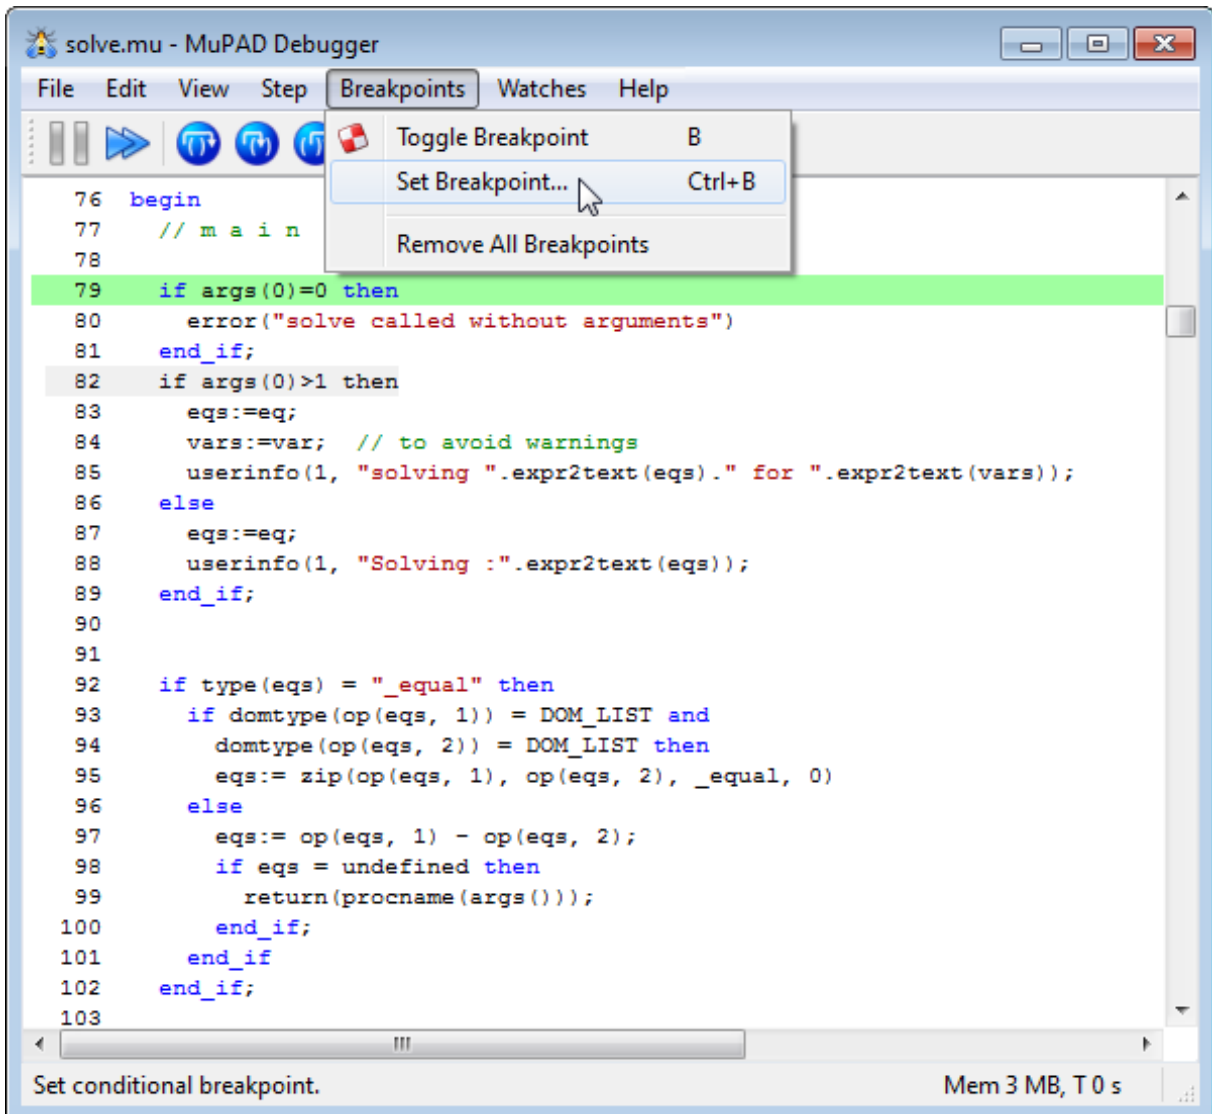 solve.mu - MuPAD Debugger
File Edit View Step Breakpoints Watches Help
Toggle Breakpoint B
Set Breakpoint... Ctrl+B
Remove All Breakpoints
76 begin
77 // m a i n
78
79 if args(0)=0 then
80 error("solve called without arguments")
81 end_if;
82 if args(0)>1 then
83 eqs:=eq;
84 vars:=var; // to avoid warnings
85 userinfo(1, "solving ".expr2text(eqs)." for ".expr2text(vars));
86 else
87 eqs:=eq;
88 userinfo(1, "Solving :".expr2text(eqs));
89 end_if;
90
91
92 if type(eqs) = "_equal" then
93 if domtype(op(eqs, 1)) = DOM_LIST and
94 domtype(op(eqs, 2)) = DOM_LIST then
95 eqs:= zip(op(eqs, 1), op(eqs, 2), _equal, 0)
96 else
97 eqs:= op(eqs, 1) - op(eqs, 2);
98 if eqs = undefined then
99 return(procname(args()));
100 end_if;
101 end_if
102 end_if;
103
Set conditional breakpoint. Mem 3 MB, T 0 s